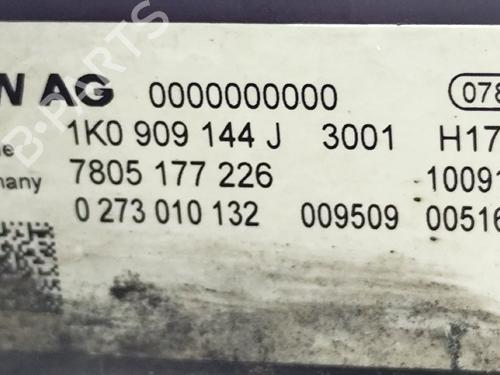 W AG 0000000000 078
1K0 909 144 J 3001 H17
7805 177 226 10091
0 273 010 132 009509 00516
B-PARTS